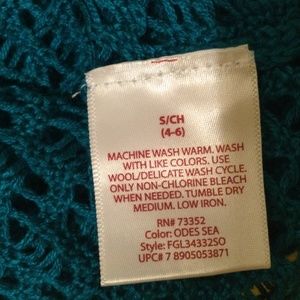 S/CH
(4-6)
MACHINE WASH WARM. WASH
WITH LIKE COLORS. USE
WOOL/DELICATE WASH CYCLE.
ONLY NON-CHLORINE BLEACH
WHEN NEEDED. TUMBLE DRY
MEDIUM. LOW IRON.
RN# 73352
Color: ODES SEA
Style: FGL34332SO
UPC# 7 8905053871